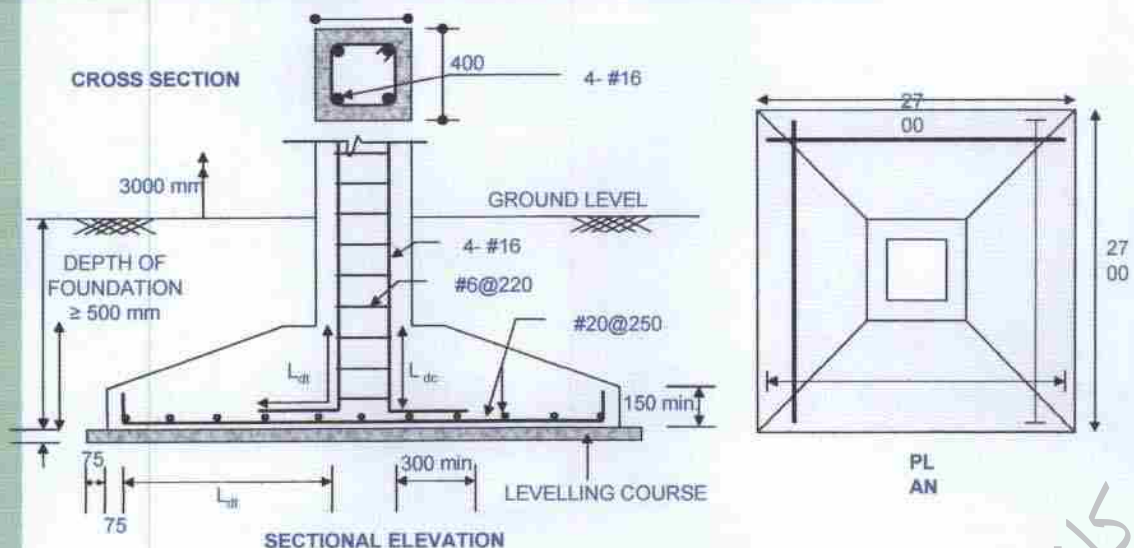 CROSS SECTION
400
4- #16
3000 mm
GROUND LEVEL
DEPTH OF
FOUNDATION
≥ 500 mm
4- #16
#6@220
#20@250
Ldt
Ldc
150 min
75
75
Ldt
300 min
LEVELLING COURSE
SECTIONAL ELEVATION
27
00
27
00
PL
AN